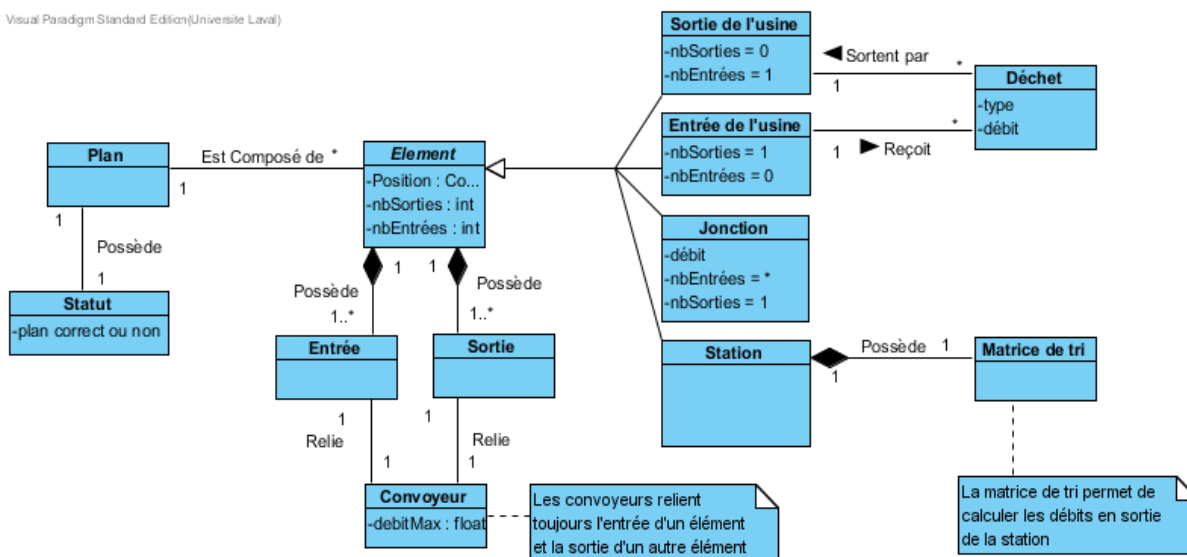 Visual Paradigm Standard Edition(Universite Laval)
Sortie de l'usine
-nbSorties = 0
-nbEntrées = 1
Sortent par
*
1
Déchet
-type
-débit
Entrée de l'usine
-nbSorties = 1
-nbEntrées = 0
*
1
Reçoit
Plan
Est Composé de *
1
Element
-Position : Co...
-nbSorties : int
-nbEntrées : int
1
Possède
1
Statut
-plan correct ou non
Jonction
-débit
-nbEntrées = *
-nbSorties = 1
1
1
Possède
Possède
1..*
1..*
Entrée
Sortie
Station
Possède
1
1
Matrice de tri
1
1
Relie
Relie
1
1
Convoyeur
-debitMax : float
Les convoyeurs relient
toujours l'entrée d'un élément
et la sortie d'un autre élément
La matrice de tri permet de
calculer les débits en sortie
de la station